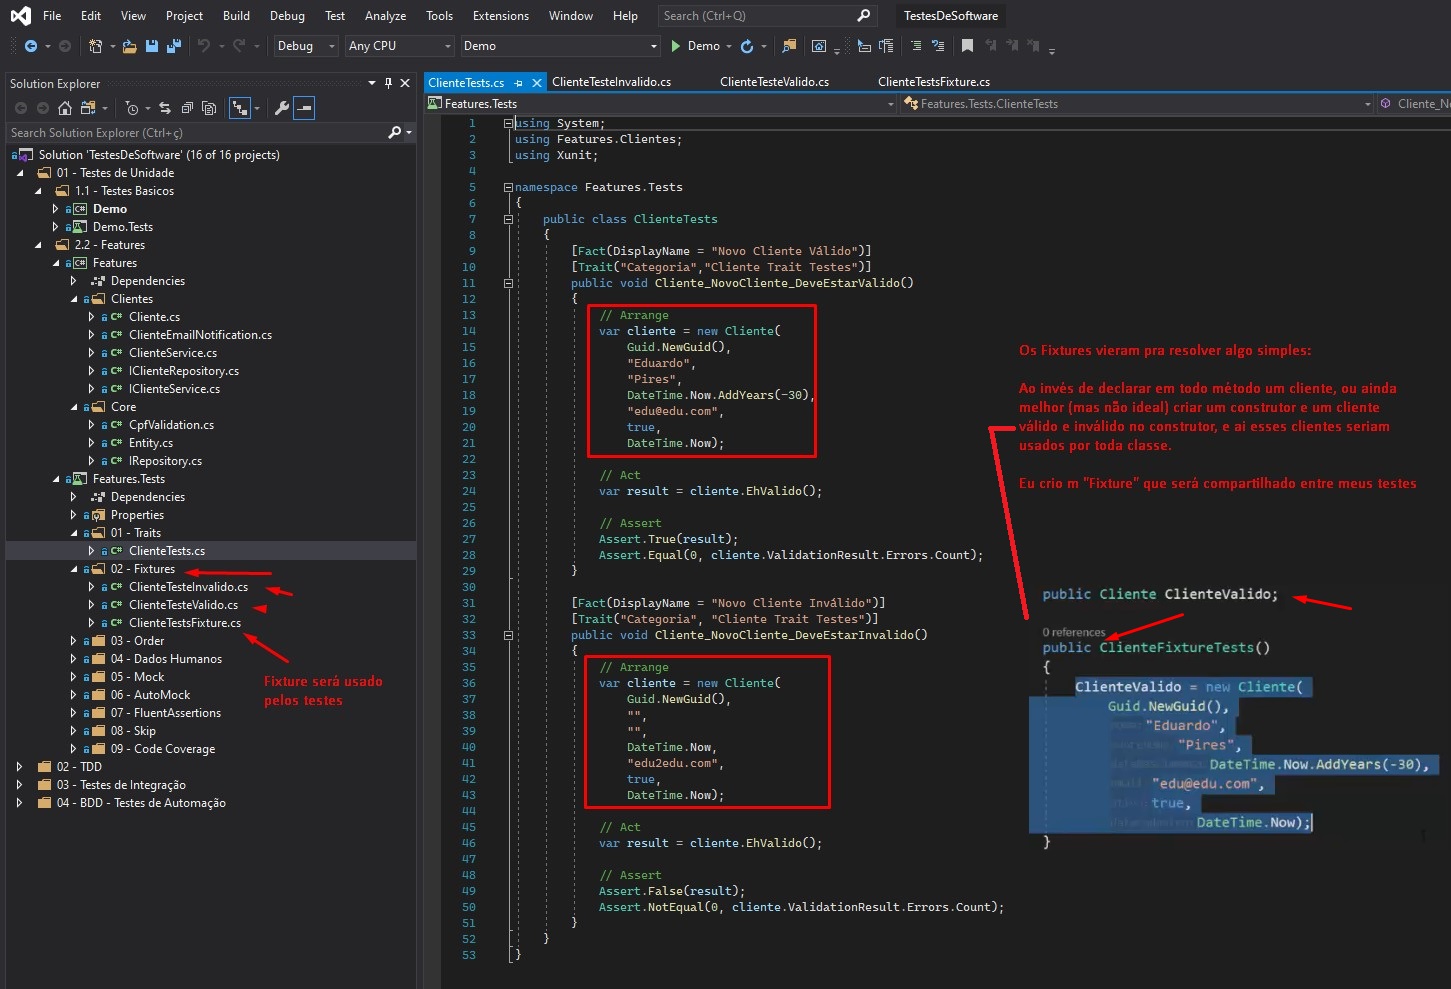 File Edit View Project Build Debug Test Analyze Tools Extensions Window Help Search (Ctrl+Q) TestesDeSoftware
Debug Any CPU Demo Demo
Solution Explorer
Search Solution Explorer (Ctrl+ç)
Solution 'TestesDeSoftware' (16 of 16 projects)
01 - Testes de Unidade
1.1 - Testes Basicos
Demo
Demo.Tests
2.2 - Features
Features
Dependencies
Clientes
Cliente.cs
ClienteEmailNotification.cs
ClienteService.cs
IClienteRepository.cs
IClienteService.cs
Core
CpfValidation.cs
Entity.cs
IRepository.cs
Features.Tests
Dependencies
Properties
01 - Traits
ClienteTests.cs
02 - Fixtures
ClienteTesteInvalido.cs
ClienteTesteValido.cs
ClienteTestsFixture.cs
03 - Order
04 - Dados Humanos
05 - Mock
06 - AutoMock
07 - FluentAssertions
08 - Skip
09 - Code Coverage
02 - TDD
03 - Testes de Integração
04 - BDD - Testes de Automação
Fixture será usado
pelos testes
ClienteTests.cs ClienteTesteInvalido.cs ClienteTesteValido.cs ClienteTestsFixture.cs
Features.Tests Features.Tests.ClienteTests Cliente_No
1 using System;
2 using Features.Clientes;
3 using Xunit;
4
5 namespace Features.Tests
6 {
7 public class ClienteTests
8 {
9 [Fact(DisplayName = "Novo Cliente Válido")]
10 [Trait("Categoria","Cliente Trait Testes")]
11 public void Cliente_NovoCliente_DeveEstarValido()
12 {
13 // Arrange
14 var cliente = new Cliente(
15 Guid.NewGuid(),
16 "Eduardo",
17 "Pires",
18 DateTime.Now.AddYears(-30),
19 "edu@edu.com",
20 true,
21 DateTime.Now);
22
23 // Act
24 var result = cliente.EhValido();
25
26 // Assert
27 Assert.True(result);
28 Assert.Equal(0, cliente.ValidationResult.Errors.Count);
29 }
30
31 [Fact(DisplayName = "Novo Cliente Inválido")]
32 [Trait("Categoria", "Cliente Trait Testes")]
33 public void Cliente_NovoCliente_DeveEstarInvalido()
34 {
35 // Arrange
36 var cliente = new Cliente(
37 Guid.NewGuid(),
38 "",
39 "",
40 DateTime.Now,
41 "edu2edu.com",
42 true,
43 DateTime.Now);
44
45 // Act
46 var result = cliente.EhValido();
47
48 // Assert
49 Assert.False(result);
50 Assert.NotEqual(0, cliente.ValidationResult.Errors.Count);
51 }
52 }
53 }
Os Fixtures vieram pra resolver algo simples:
Ao invés de declarar em todo método um cliente, ou ainda
melhor (mas não ideal) criar um construtor e um cliente
válido e inválido no construtor, e ai esses clientes seriam
usados por toda classe.
Eu crio m "Fixture" que será compartilhado entre meus testes
public Cliente ClienteValido;
0 references
public ClienteFixtureTests()
{
ClienteValido = new Cliente(
Guid.NewGuid(),
"Eduardo",
"Pires",
DateTime.Now.AddYears(-30),
"edu@edu.com",
true,
DateTime.Now);
}